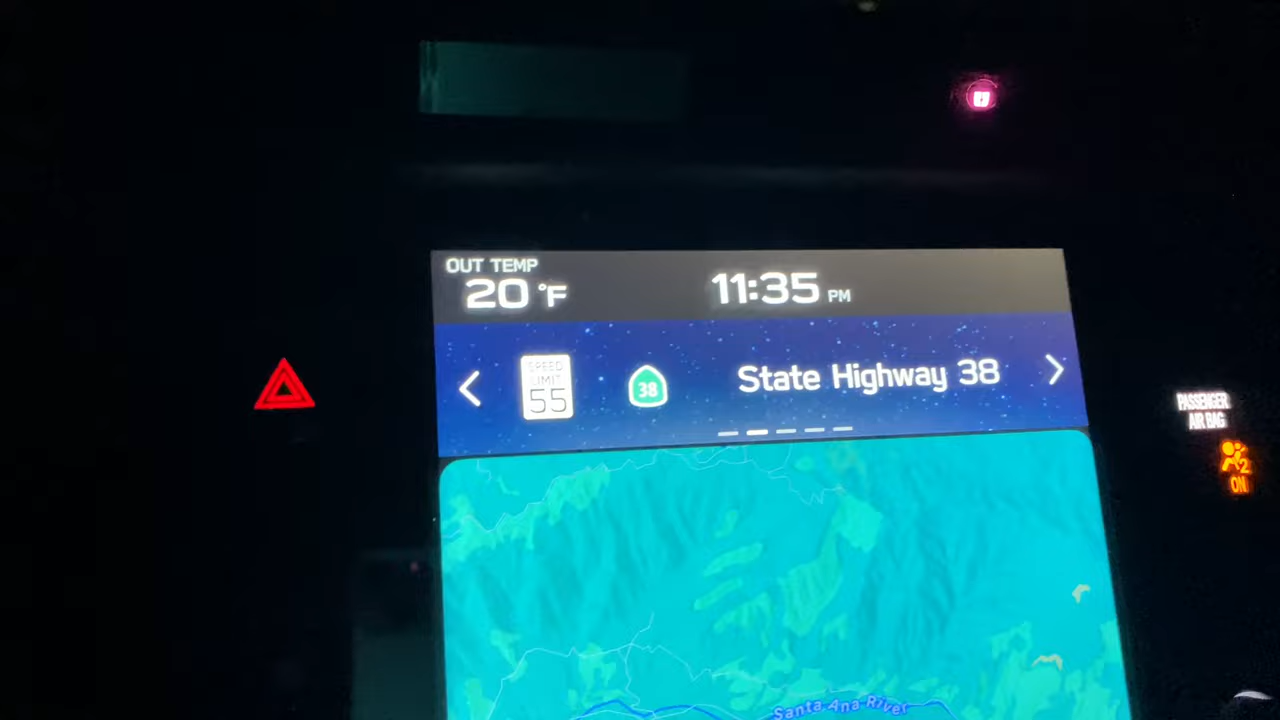 OUT TEMP
20 °F
11:35 PM
SPEED
LIMIT
55
38
State Highway 38
PASSENGER
AIR BAG
2
ON
Santa Ana River